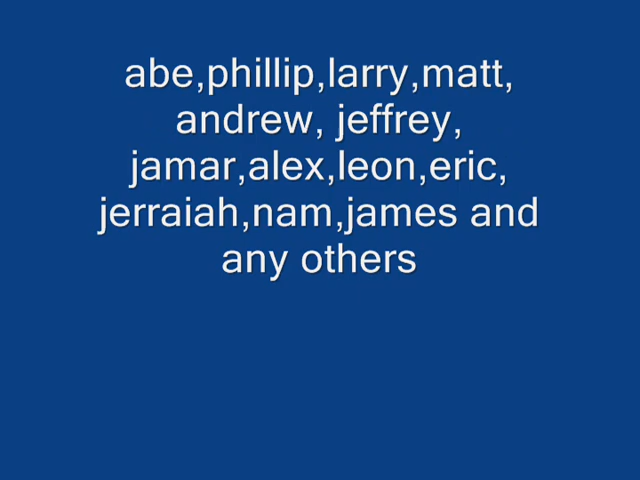 abe,phillip,larry,matt,
andrew, jeffrey,
jamar,alex,leon,eric,
jerraiah,nam,james and
any others